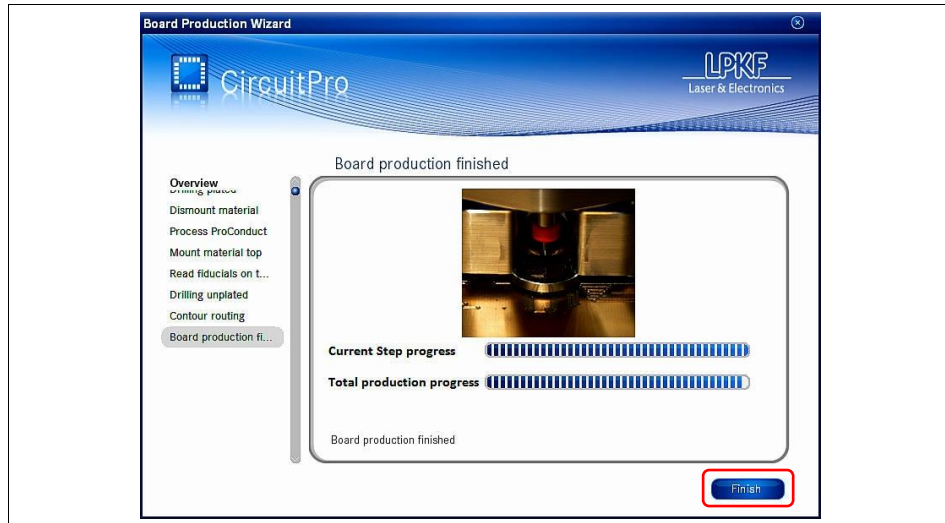 Board Production Wizard
CircuitPro
LPKF
Laser & Electronics
Board production finished
Overview
Drilling plated
Dismount material
Process ProConduct
Mount material top
Read fiducials on t...
Drilling unplated
Contour routing
Board production fi...
Current Step progress
Total production progress
Board production finished
Finish